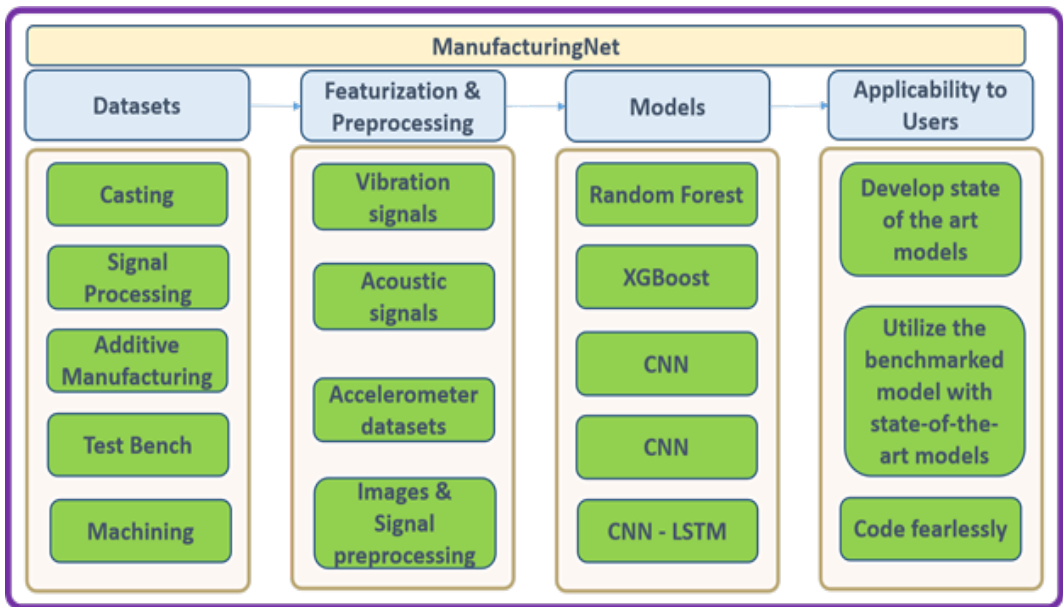 ManufacturingNet
Datasets
Featurization &
Preprocessing
Models
Applicability to
Users
Casting
Signal
Processing
Additive
Manufacturing
Test Bench
Machining
Vibration
signals
Acoustic
signals
Accelerometer
datasets
Images &
Signal
preprocessing
Random Forest
XGBoost
CNN
CNN
CNN - LSTM
Develop state
of the art
models
Utilize the
benchmarked
model with
state-of-the-
art models
Code fearlessly